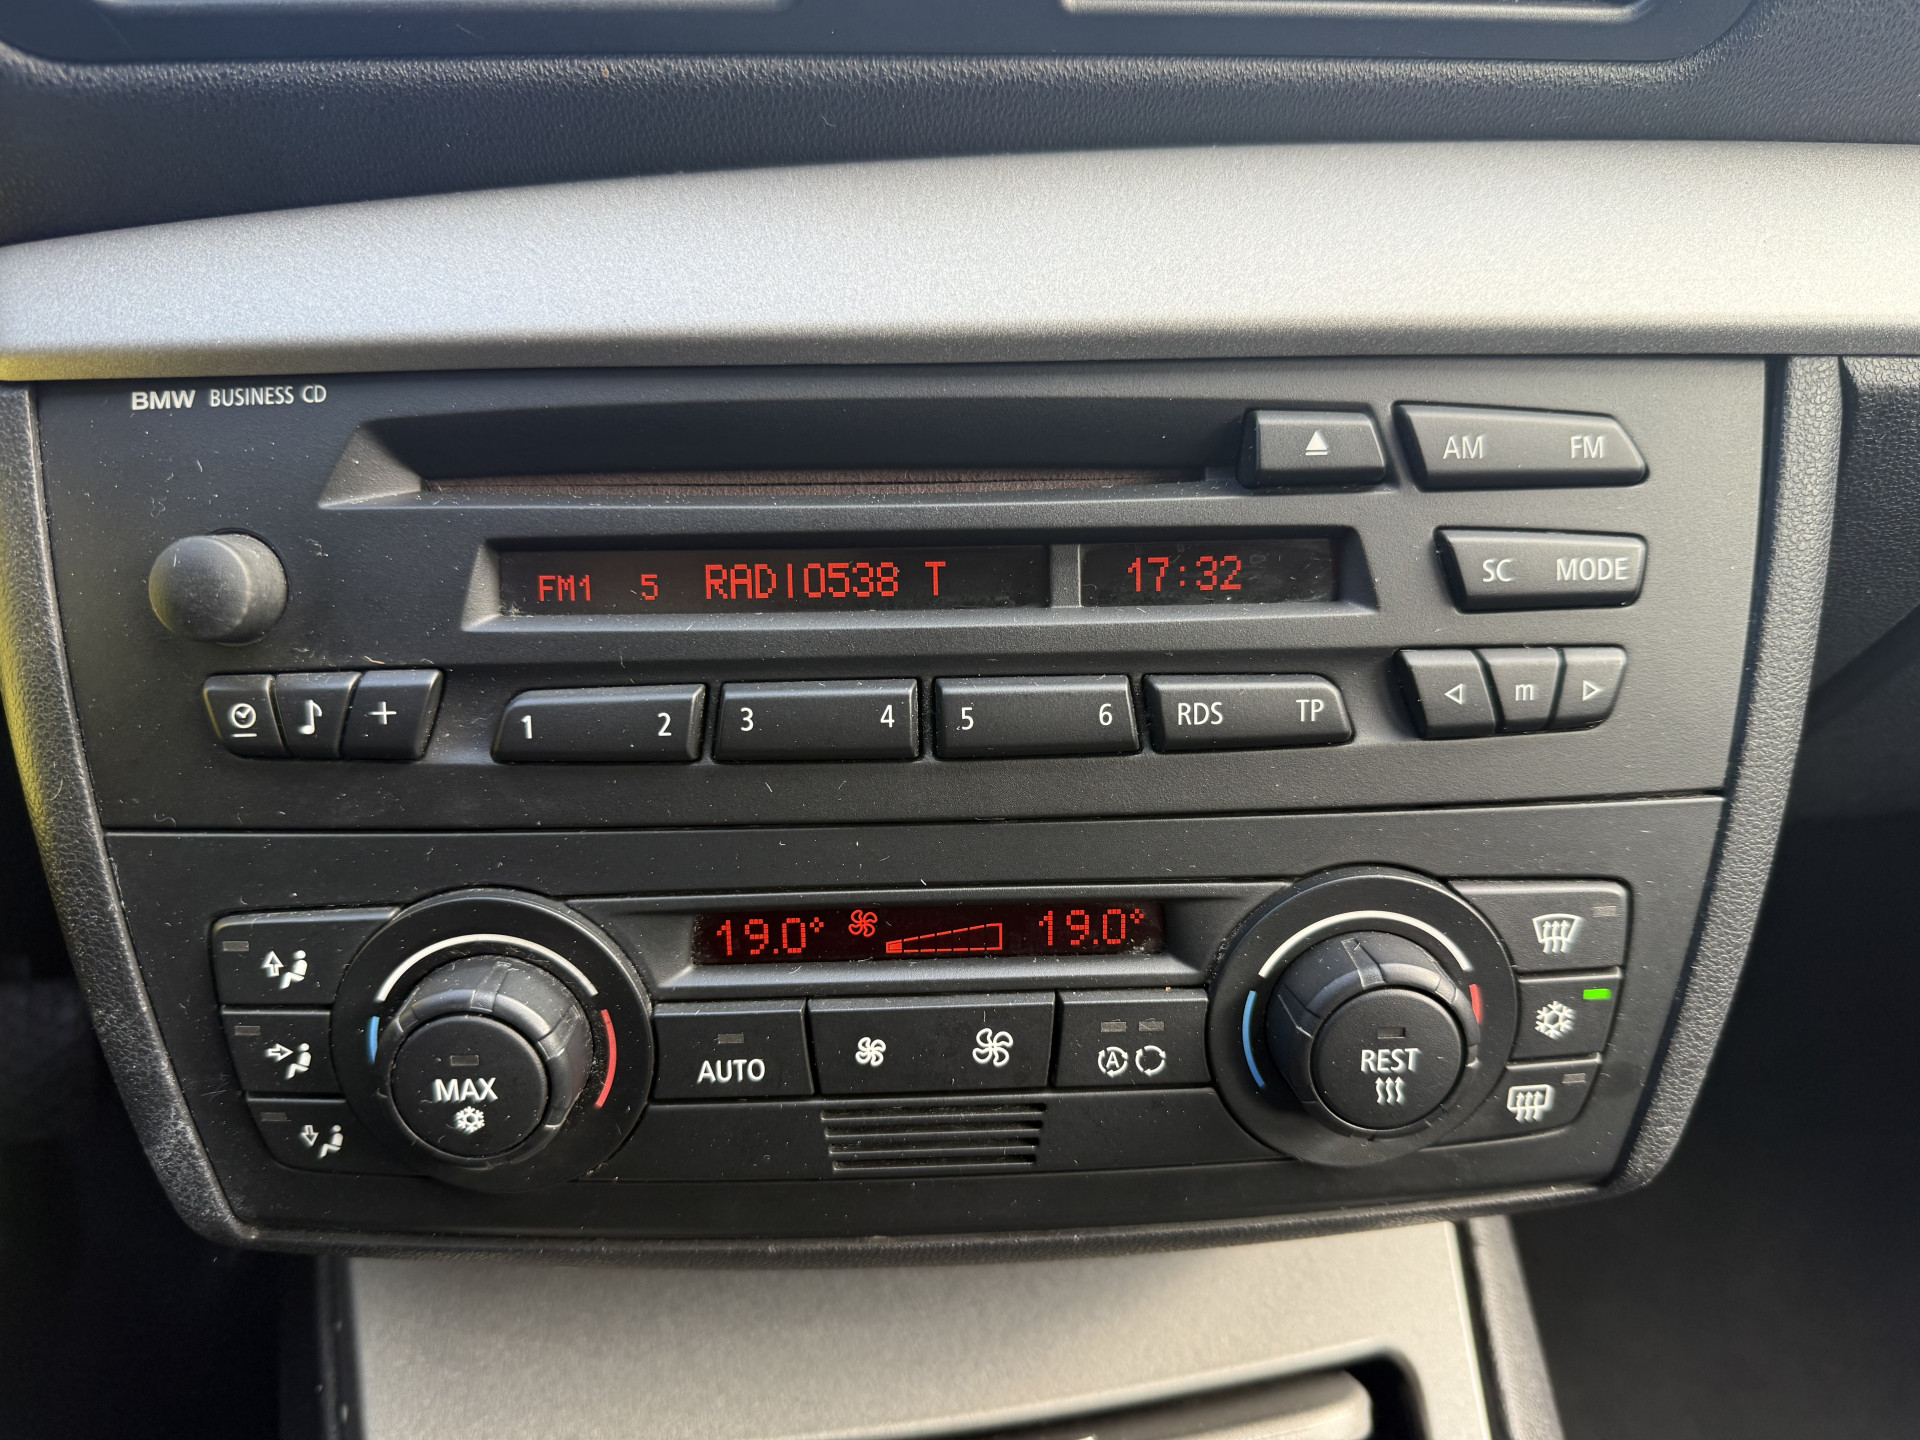 BMW BUSINESS CD
AM FM
FM1 5 RADIO538 T 17:32
SC MODE
1 2 3 4 5 6 RDS TP m
19.0° 19.0°
AUTO A
MAX REST